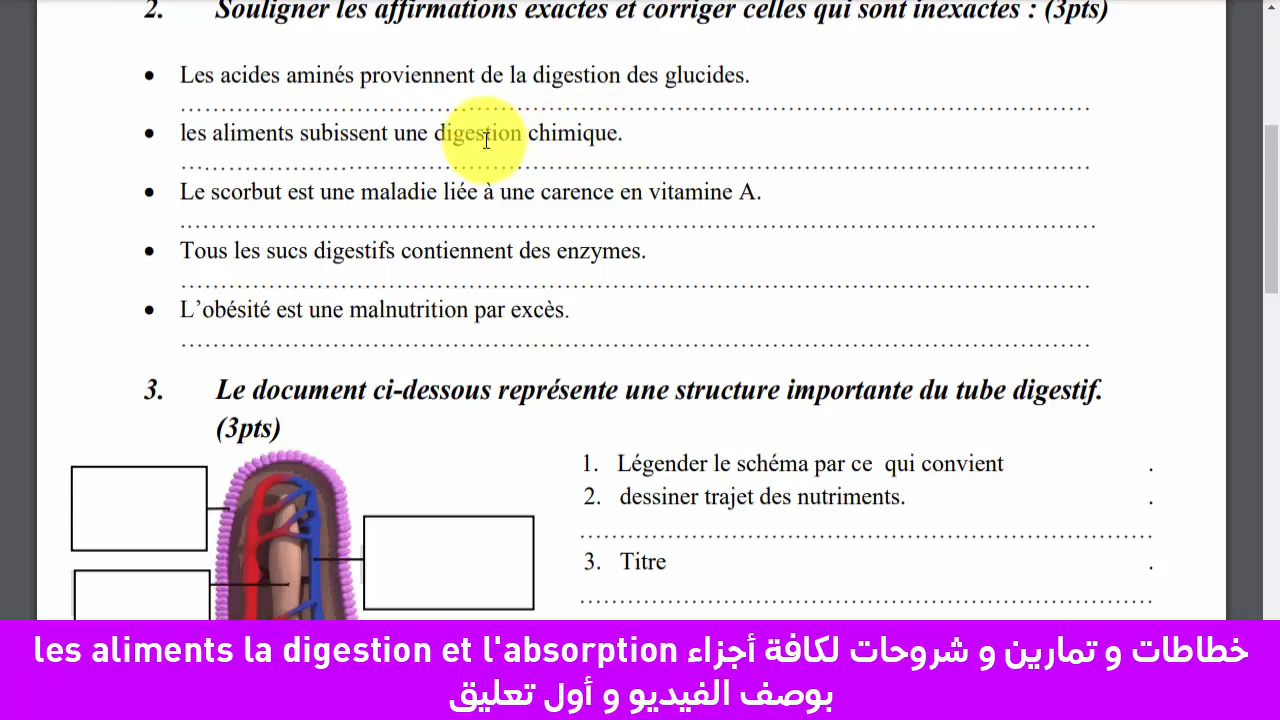 2. Souligner les affirmations exactes et corriger celles qui sont inexactes : (3pts)
• Les acides aminés proviennent de la digestion des glucides.
• les aliments subissent une digestion chimique.
• Le scorbut est une maladie liée à une carence en vitamine A.
• Tous les sucs digestifs contiennent des enzymes.
• L’obésité est une malnutrition par excès.
3. Le document ci-dessous représente une structure importante du tube digestif.
(3pts)
1. Légender le schéma par ce qui convient .
2. dessiner trajet des nutriments. .
3. Titre .
خطاطات و تمارين و شروحات لكافة أجزاء les aliments la digestion et l'absorption
بوصف الفيديو و أول تعليق